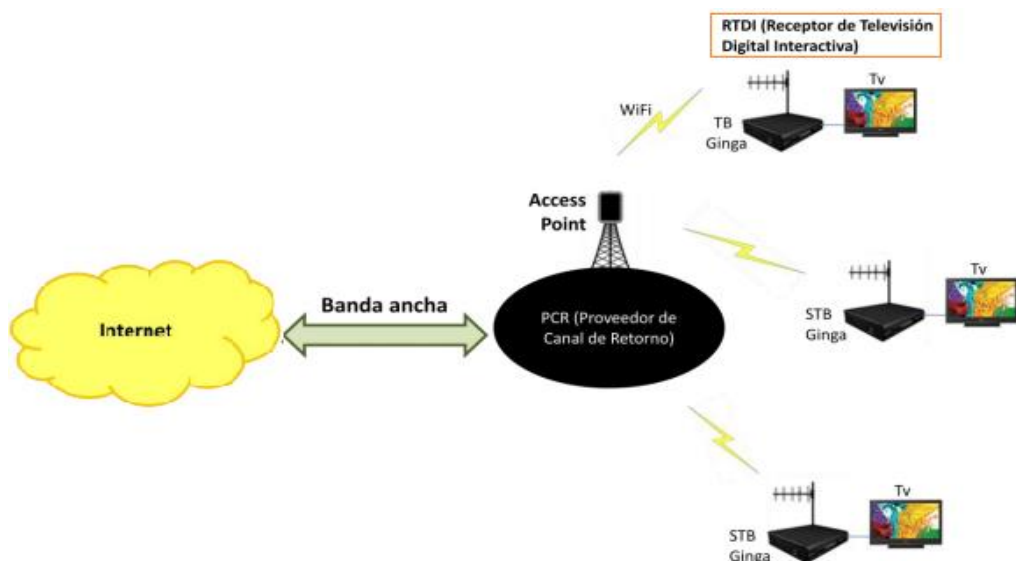 RTDI (Receptor de Televisión
Digital Interactiva)
Tv
WiFi
TB
Ginga
Access
Point
Tv
Banda ancha
Internet
PCR (Proveedor de
Canal de Retorno)
STB
Ginga
Tv
STB
Ginga